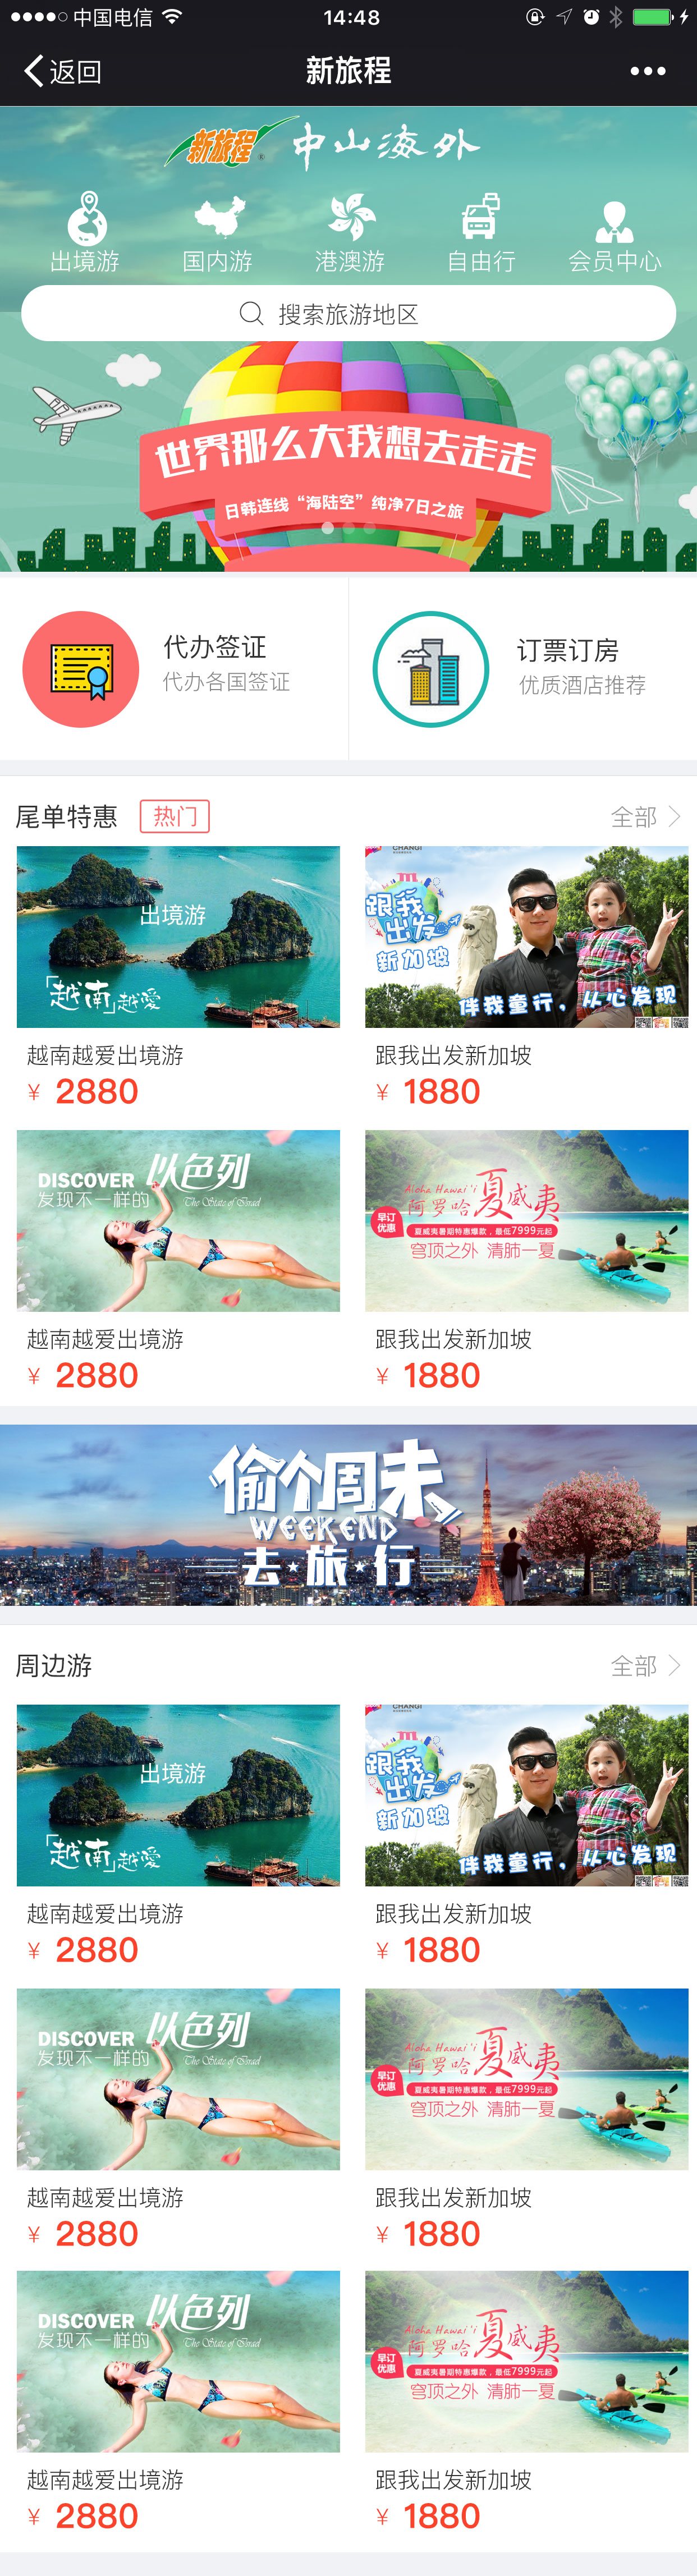 中国电信
14:48
返回
新旅程
新旅程® 中山海外
出境游 国内游 港澳游 自由行 会员中心
搜索旅游地区
世界那么大我想去走走
日韩连线“海陆空”纯净7日之旅
代办签证
代办各国签证
订票订房
优质酒店推荐
尾单特惠 热门 全部
出境游
「越南」越爱
CHANGI
跟我
出发
新加坡
伴我童行,从心发现
越南越爱出境游
¥ 2880
跟我出发新加坡
¥ 1880
DISCOVER 以色列
发现不一样的 The State of Israel
Aloha Hawai'i
阿罗哈夏威夷
早订
优惠
夏威夷暑期特惠爆款,最低7999元起
穹顶之外 清肺一夏
越南越爱出境游
¥ 2880
跟我出发新加坡
¥ 1880
偷个周末
WEEKEND
去·旅·行
周边游 全部
出境游
「越南」越爱
CHANGI
跟我
出发
新加坡
伴我童行,从心发现
越南越爱出境游
¥ 2880
跟我出发新加坡
¥ 1880
DISCOVER 以色列
发现不一样的 The State of Israel
Aloha Hawai'i
阿罗哈夏威夷
早订
优惠
夏威夷暑期特惠爆款,最低7999元起
穹顶之外 清肺一夏
越南越爱出境游
¥ 2880
跟我出发新加坡
¥ 1880
DISCOVER 以色列
发现不一样的 The State of Israel
Aloha Hawai'i
阿罗哈夏威夷
早订
优惠
夏威夷暑期特惠爆款,最低7999元起
穹顶之外 清肺一夏
越南越爱出境游
¥ 2880
跟我出发新加坡
¥ 1880